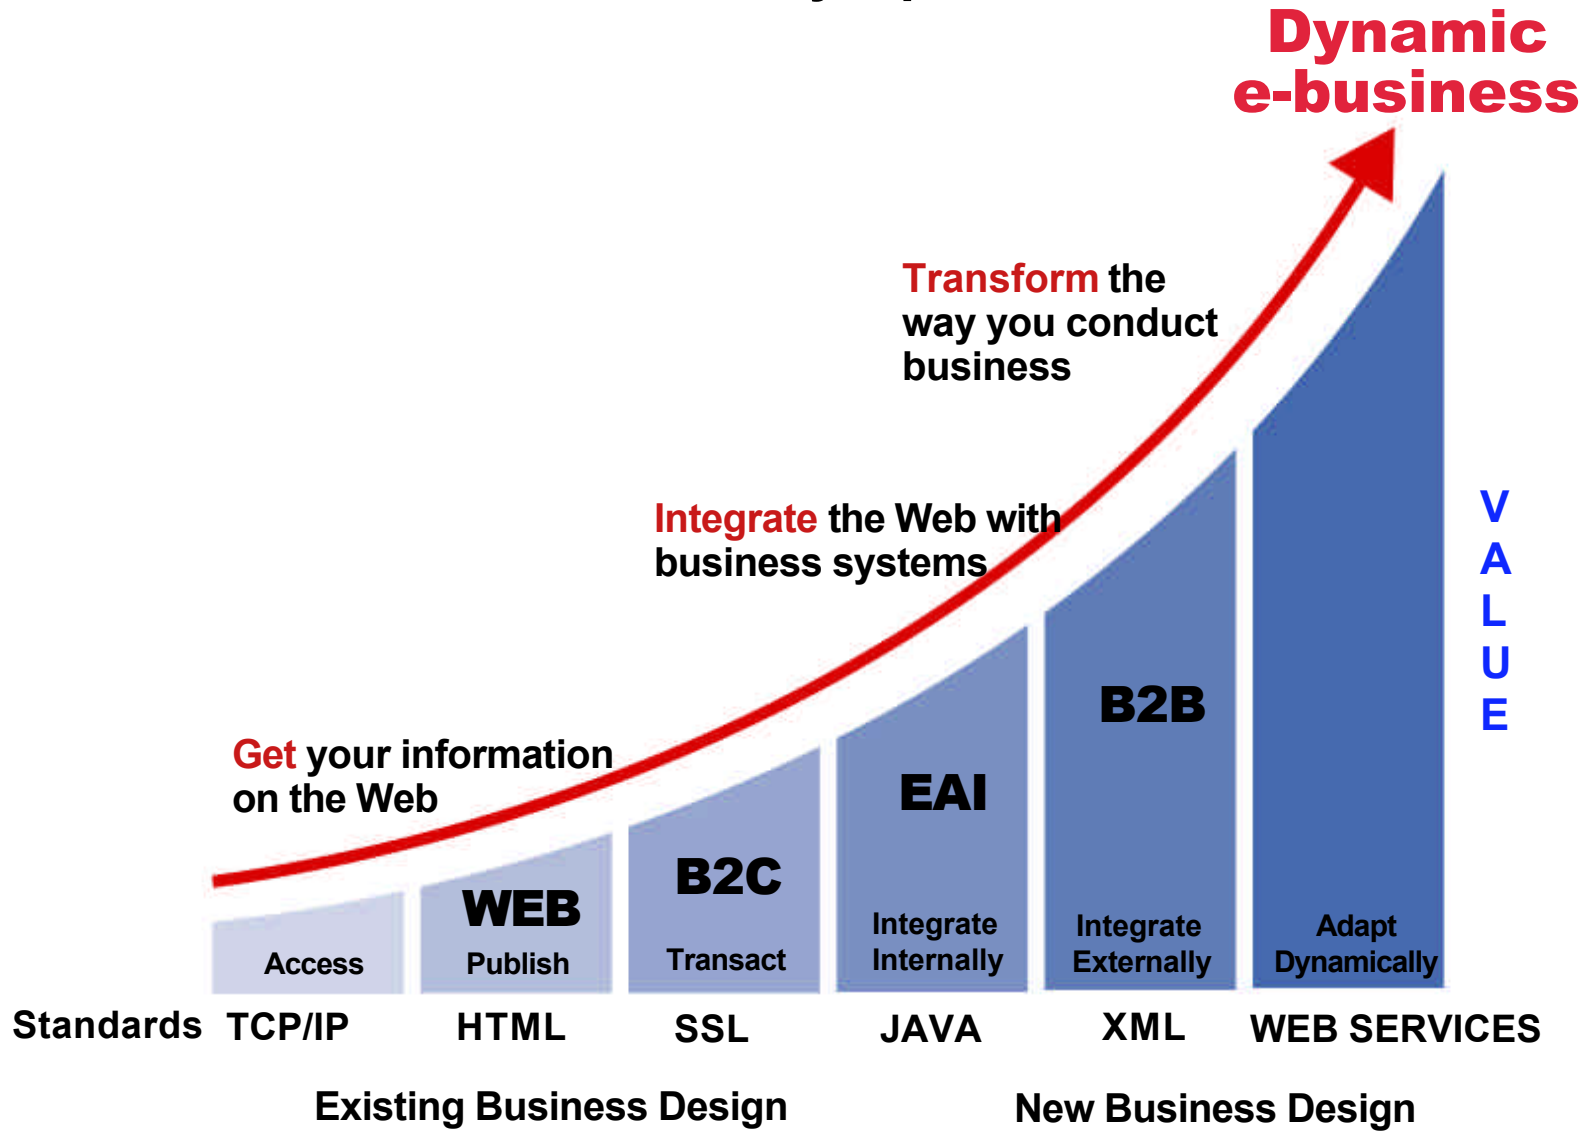 Dynamic
e-business
Transform the
way you conduct
business
Integrate the Web with
business systems
Get your information
on the Web
V
A
L
U
E
B2B
EAI
B2C
WEB
Access
Publish
Transact
Integrate
Internally
Integrate
Externally
Adapt
Dynamically
Standards TCP/IP HTML SSL JAVA XML WEB SERVICES
Existing Business Design New Business Design